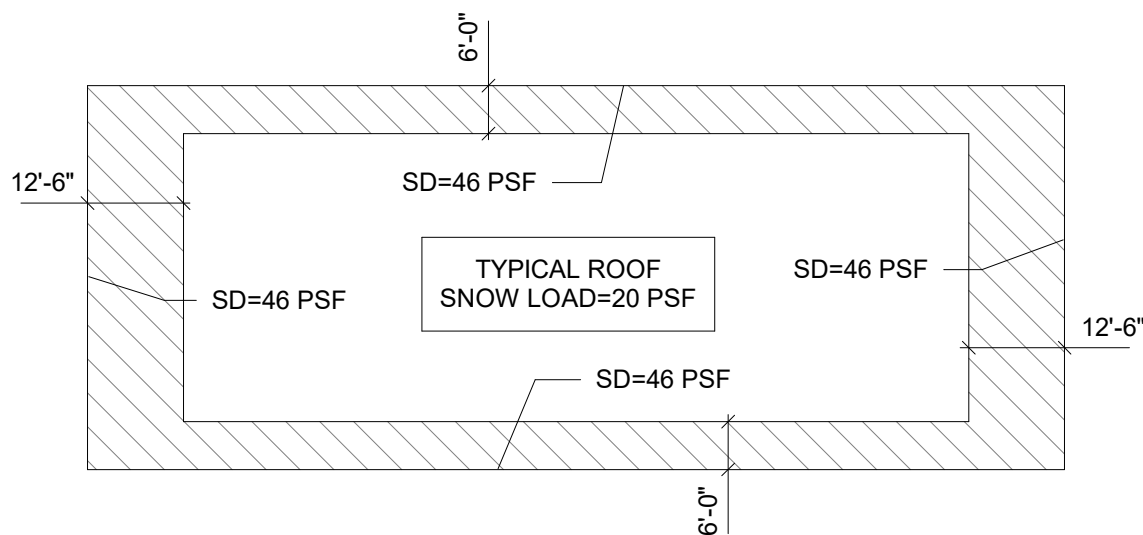 6'-0"
12'-6"
SD=46 PSF
TYPICAL ROOF
SNOW LOAD=20 PSF
SD=46 PSF
SD=46 PSF
12'-6"
SD=46 PSF
6'-0"